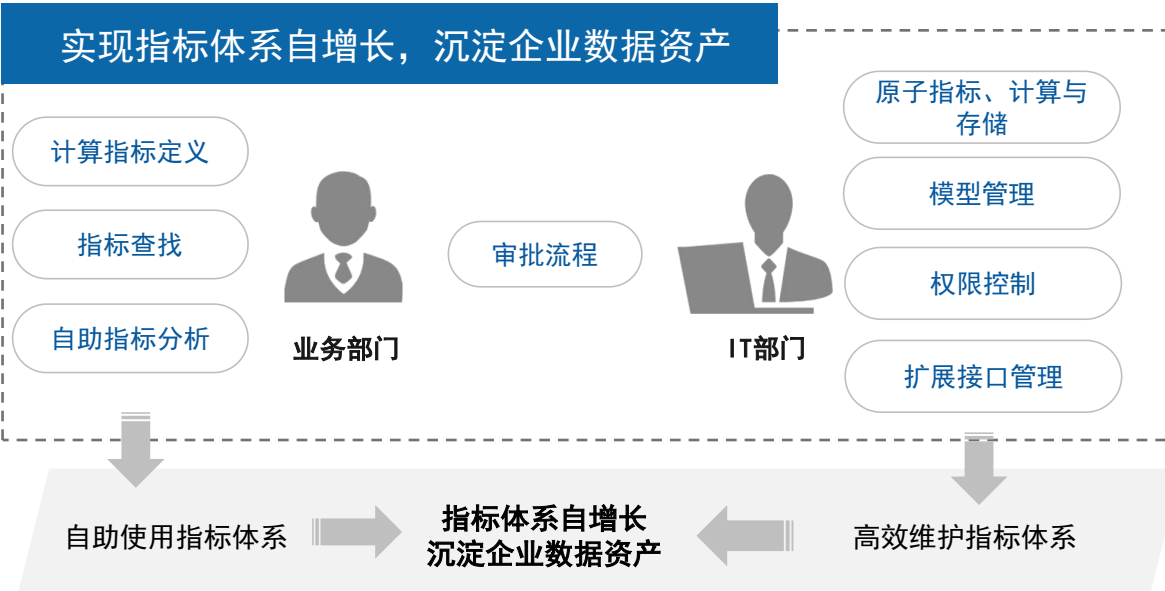 实现指标体系自增长，沉淀企业数据资产
计算指标定义
指标查找
自助指标分析
业务部门
审批流程
IT部门
原子指标、计算与
存储
模型管理
权限控制
扩展接口管理
自助使用指标体系
指标体系自增长
沉淀企业数据资产
高效维护指标体系